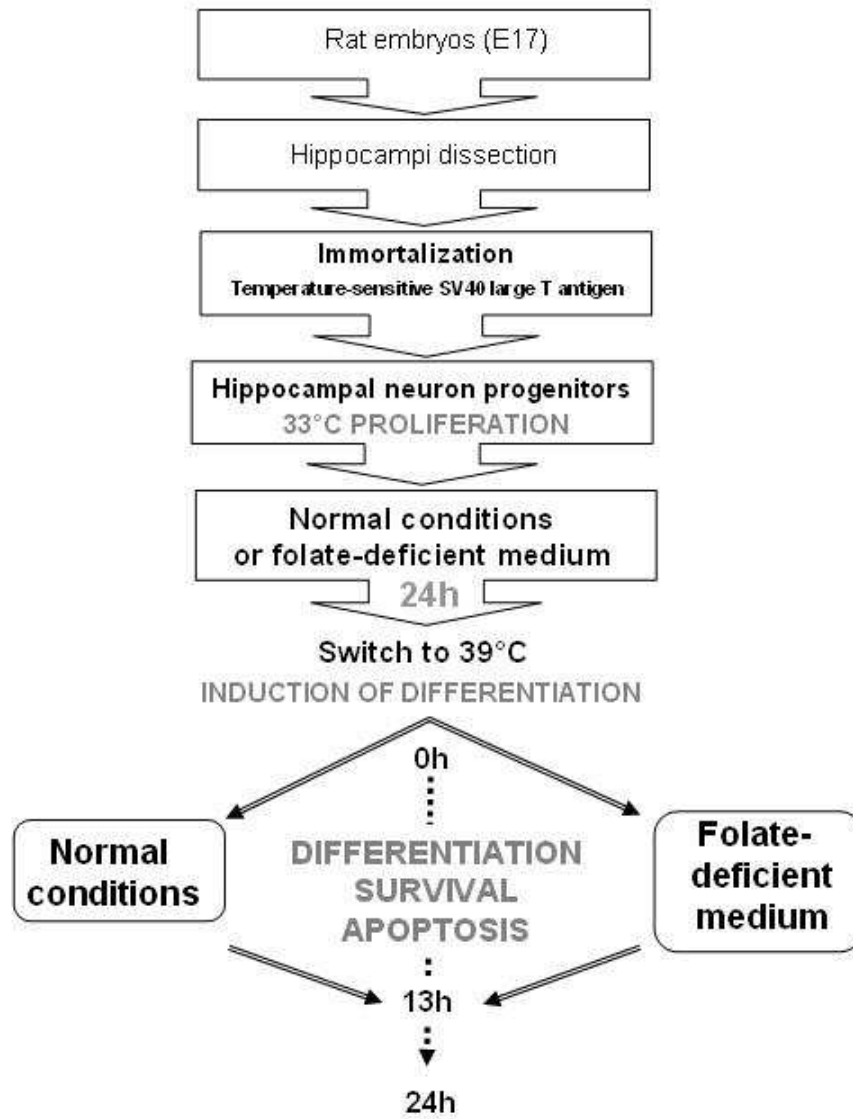 Rat embryos (E17)
Hippocampi dissection
Immortalization
Temperature-sensitive SV40 large T antigen
Hippocampal neuron progenitors
33°C PROLIFERATION
Normal conditions
or folate-deficient medium
24h
Switch to 39°C
INDUCTION OF DIFFERENTIATION
0h
Normal
conditions
DIFFERENTIATION
SURVIVAL
APOPTOSIS
Folate-
deficient
medium
13h
24h